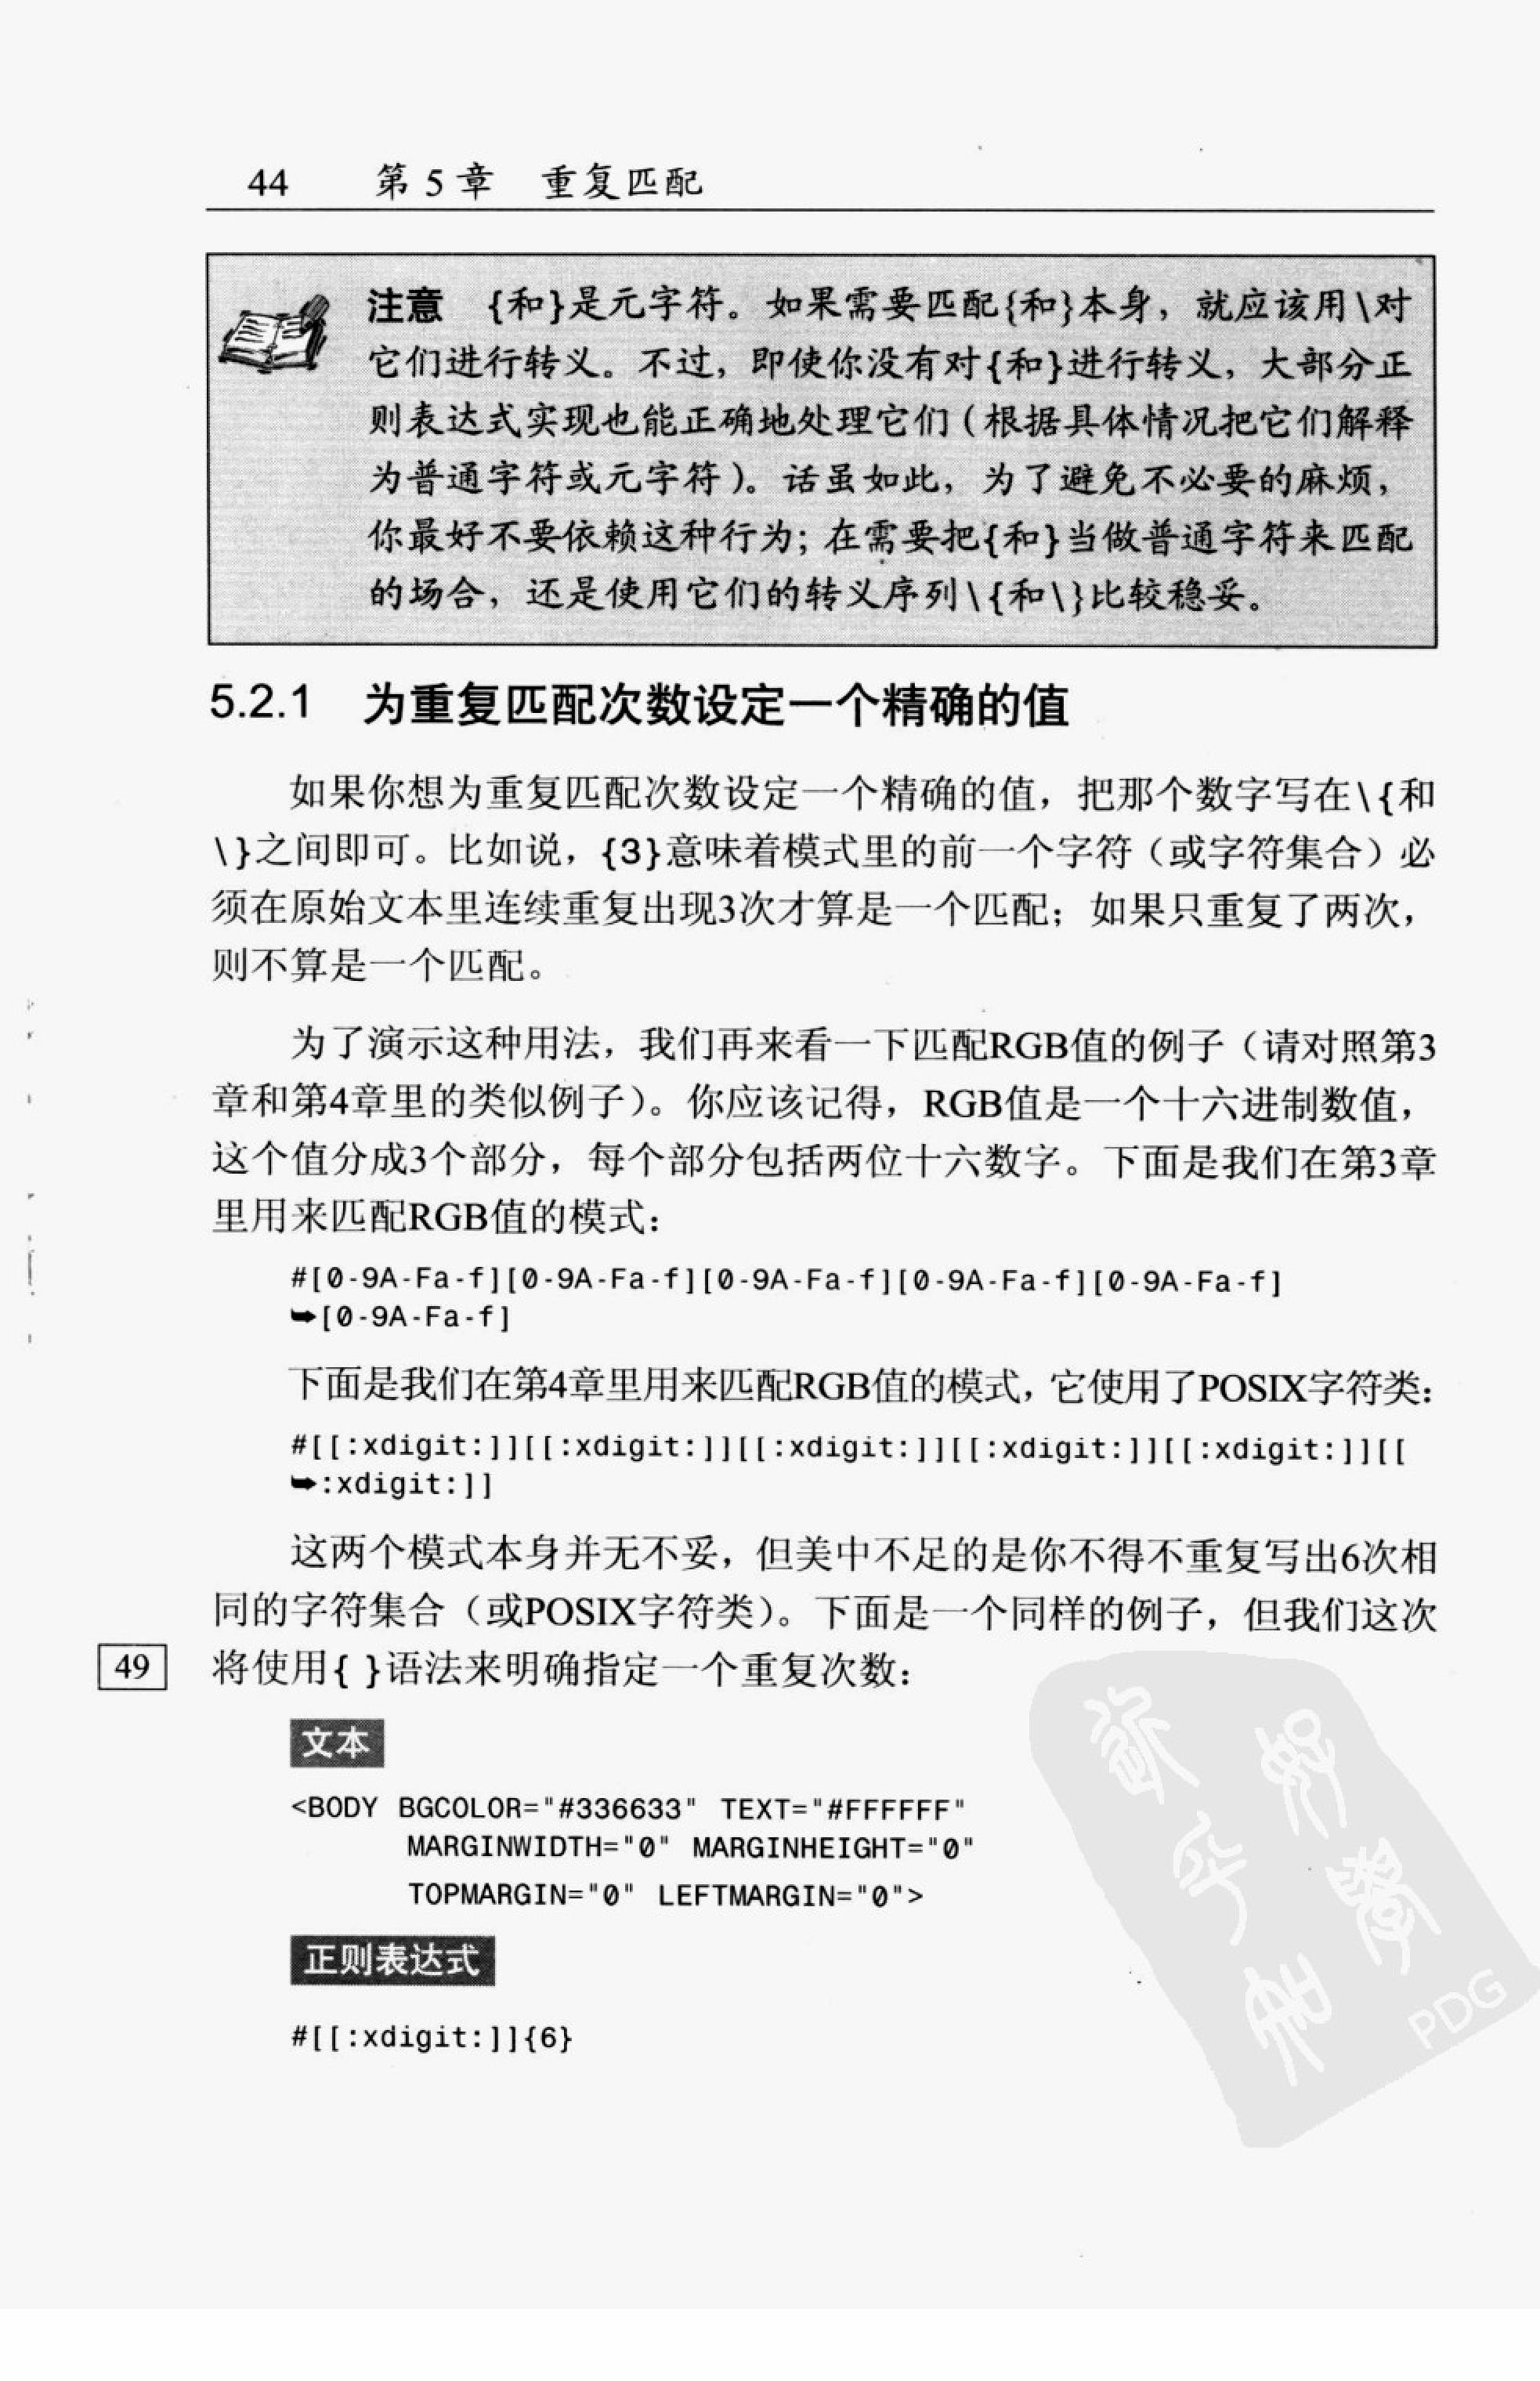 44 第 5 章 重复匹配
注意 {和}是元字符。如果需要匹配{和}本身，就应该用\对
它们进行转义。不过，即使你没有对{和}进行转义，大部分正
则表达式实现也能正确地处理它们（根据具体情况把它们解释
为普通字符或元字符）。话虽如此，为了避免不必要的麻烦，
你最好不要依赖这种行为；在需要把{和}当做普通字符来匹配
的场合，还是使用它们的转义序列\{和\}比较稳妥。
5.2.1 为重复匹配次数设定一个精确的值
如果你想为重复匹配次数设定一个精确的值，把那个数字写在\{和
\}之间即可。比如说，{3}意味着模式里的前一个字符（或字符集合）必
须在原始文本里连续重复出现3次才算是一个匹配；如果只重复了两次，
则不算是一个匹配。
为了演示这种用法，我们再来看一下匹配RGB值的例子（请对照第3
章和第4章里的类似例子）。你应该记得，RGB值是一个十六进制数值，
这个值分成3个部分，每个部分包括两位十六数字。下面是我们在第3章
里用来匹配RGB值的模式：
#[0-9A-Fa-f][0-9A-Fa-f][0-9A-Fa-f][0-9A-Fa-f][0-9A-Fa-f]
➥[0-9A-Fa-f]
下面是我们在第4章里用来匹配RGB值的模式，它使用了POSIX字符类：
#[[:xdigit:]][[:xdigit:]][[:xdigit:]][[:xdigit:]][[:xdigit:]][[
➥:xdigit:]]
这两个模式本身并无不妥，但美中不足的是你不得不重复写出6次相
同的字符集合（或POSIX字符类）。下面是一个同样的例子，但我们这次
49 将使用{ }语法来明确指定一个重复次数：
文本
<BODY BGCOLOR="#336633" TEXT="#FFFFFF"
MARGINWIDTH="0" MARGINHEIGHT="0"
TOPMARGIN="0" LEFTMARGIN="0">
正则表达式
#[[:xdigit:]]{6}
PDG